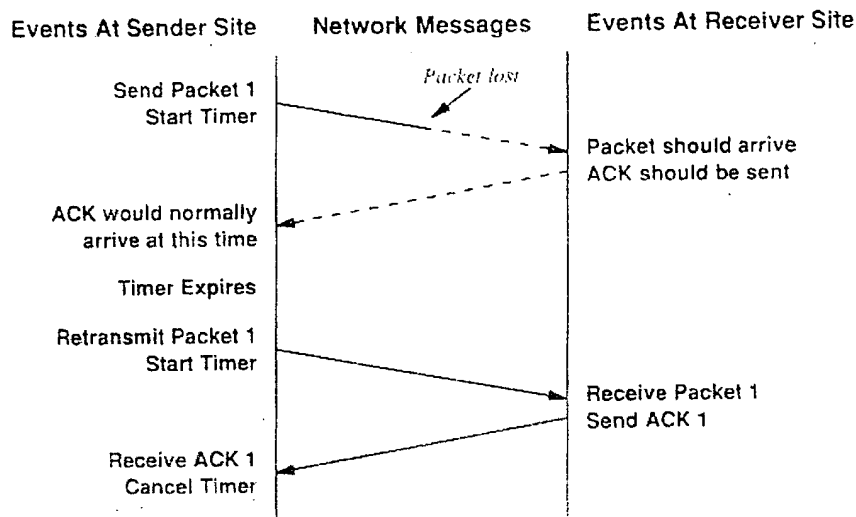 Events At Sender Site
Network Messages
Events At Receiver Site
Packet lost
Send Packet 1
Start Timer
Packet should arrive
ACK should be sent
ACK would normally
arrive at this time
Timer Expires
Retransmit Packet 1
Start Timer
Receive Packet 1
Send ACK 1
Receive ACK 1
Cancel Timer